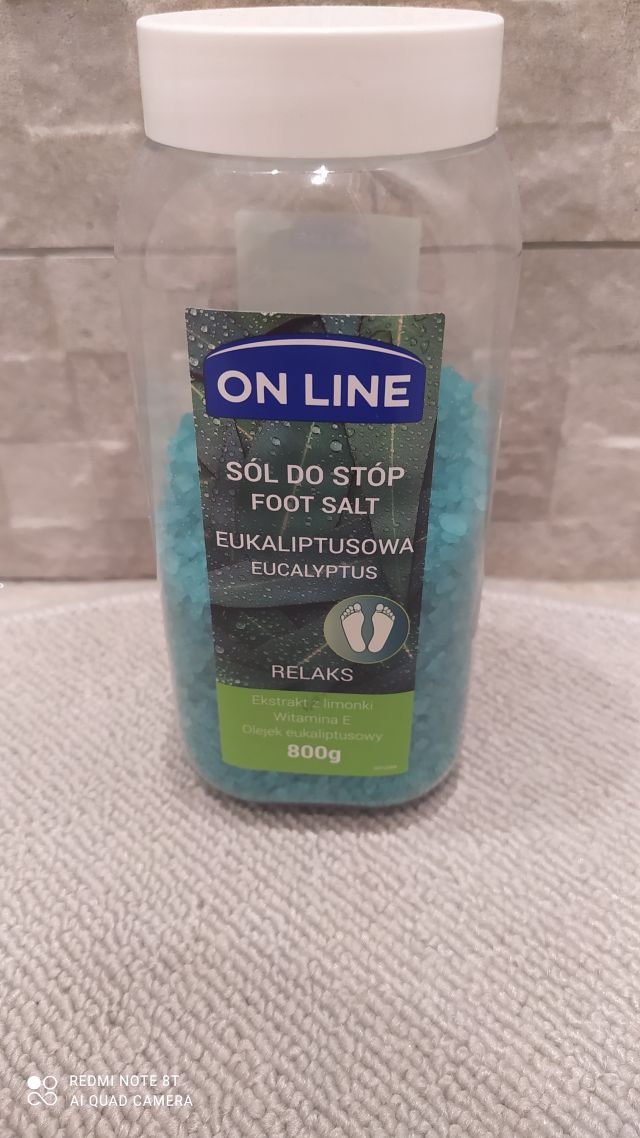 ON LINE
SÓL DO STÓP
FOOT SALT
EUKALIPTUSOWA
EUCALYPTUS
RELAKS
Ekstrakt z limonki
Witamina E
Olejek eukaliptusowy
800g
REDMI NOTE 8T
AI QUAD CAMERA